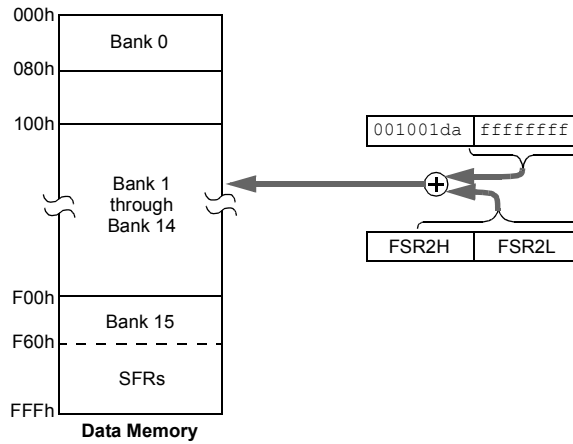 000h
Bank 0
080h
100h
001001da ffffffff
Bank 1
through
Bank 14
FSR2H FSR2L
F00h
Bank 15
F60h
SFRs
FFFh
Data Memory